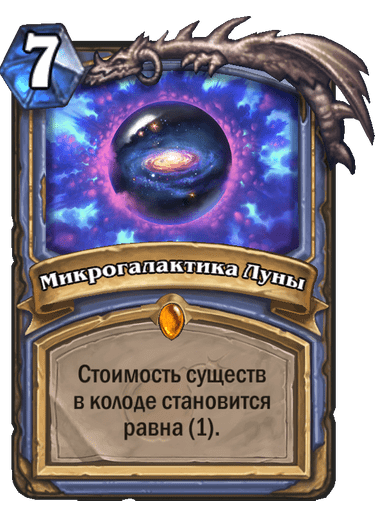 7
Микрогалактика Луны
Стоимость существ
в колоде становится
равна (1).